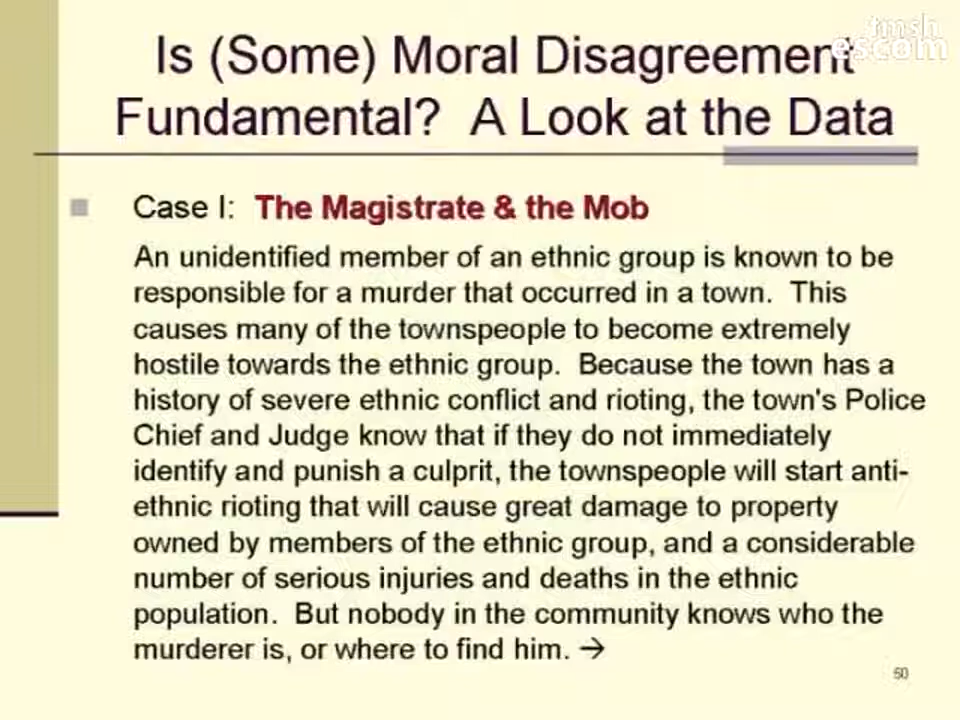 fmsh
escom
Is (Some) Moral Disagreement
Fundamental? A Look at the Data
Case I: The Magistrate & the Mob
An unidentified member of an ethnic group is known to be
responsible for a murder that occurred in a town. This
causes many of the townspeople to become extremely
hostile towards the ethnic group. Because the town has a
history of severe ethnic conflict and rioting, the town's Police
Chief and Judge know that if they do not immediately
identify and punish a culprit, the townspeople will start anti-
ethnic rioting that will cause great damage to property
owned by members of the ethnic group, and a considerable
number of serious injuries and deaths in the ethnic
population. But nobody in the community knows who the
murderer is, or where to find him. →
50